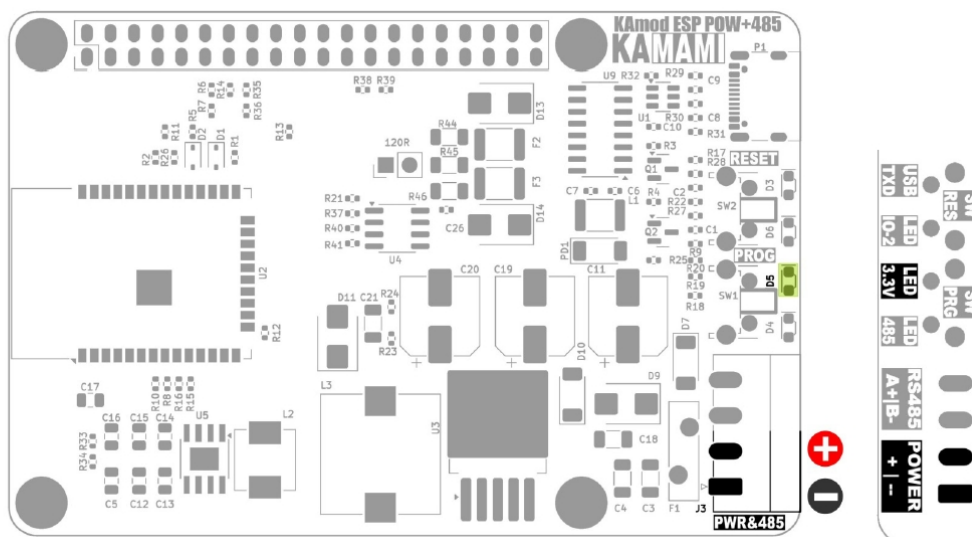 KAmod ESP POW+485
KAMAMI
P1
R38 R39
U9 R32 R29
C9
R6
R14
R35
R7
R36
D13
C8
U1
R30
C10
R31
R11
R5
D2
D1
R13
R44
F2
120R
R3
R17
RESET
R2
R26
R1
R45
Q1
R28
F3
C7
C6
R4
C2
D3
R21
R46
L1
R22
SW2
R37
R27
R40
C26
D14
Q2
C1
D6
R41
U4
PD1
R9
R25
R20
PROG
U2
C20
C19
C11
R19
D5
D11
C21
R24
SW1
R18
R12
R23
D7
D4
D10
L3
D9
C17
R10
R8
R16
R15
U3
C16
C15
C14
U5
L2
R33
R34
C18
C5
C12
C13
C4
C3
F1
J3
PWR&485
USB
TXD
RES
LED
IO-2
LED
3.3V
PRG
LED
485
RS485
A+|B-
POWER
+ | --